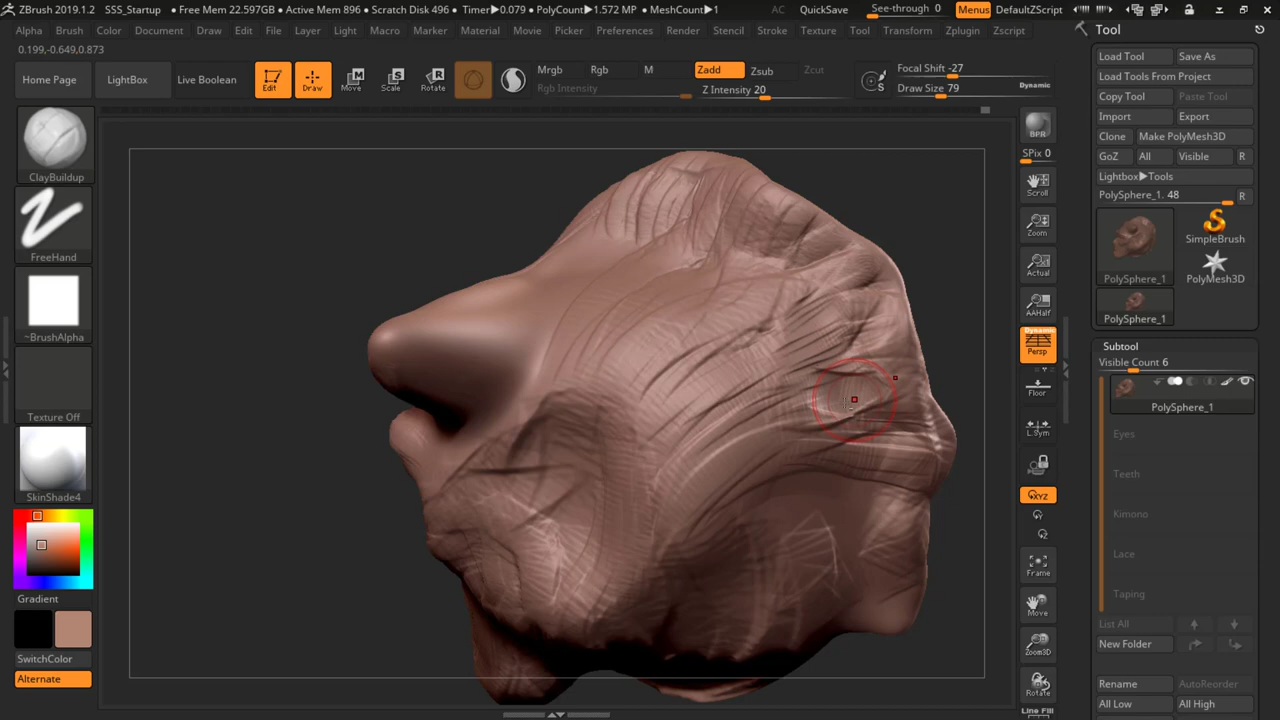 ZBrush 2019.1.2 SSS_Startup • Free Mem 22.597GB • Active Mem 896 • Scratch Disk 496 • Timer▶0.079 • PolyCount▶1.572 MP • MeshCount▶1 AC QuickSave See-through 0 Menus DefaultZScript
Alpha Brush Color Document Draw Edit File Layer Light Macro Marker Material Movie Picker Preferences Render Stencil Stroke Texture Tool Transform Zplugin Zscript
0.199,-0.649,0.873
Home Page LightBox Live Boolean Edit Draw Move Scale Rotate
Mrgb Rgb M Zadd Zsub Zcut
Rgb Intensity Z Intensity 20
Focal Shift -27
Draw Size 79 Dynamic
ClayBuildup
FreeHand
~BrushAlpha
Texture Off
SkinShade4
Gradient
SwitchColor
Alternate
BPR
SPix 0
Scroll
Zoom
Actual
AAHalf
Dynamic
Persp
Floor
L.Sym
XYZ
Frame
Move
Zoom3D
Rotate
Line Fill
Tool
Load Tool Save As
Load Tools From Project
Copy Tool Paste Tool
Import Export
Clone Make PolyMesh3D
GoZ All Visible R
Lightbox▶Tools
PolySphere_1. 48 R
PolySphere_1 SimpleBrush
PolySphere_1 PolyMesh3D
Subtool
Visible Count 6
PolySphere_1
Eyes
Teeth
Kimono
Lace
Taping
List All
New Folder
Rename AutoReorder
All Low All High